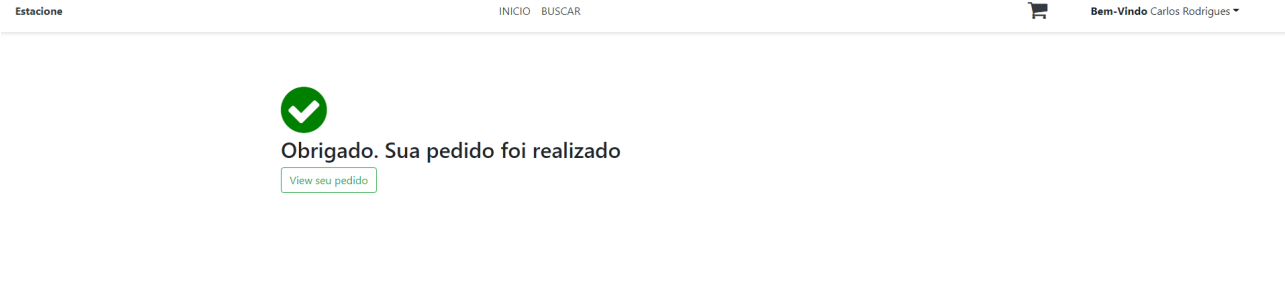 Estacione INICIO BUSCAR Bem-Vindo Carlos Rodrigues
Obrigado. Sua pedido foi realizado
View seu pedido